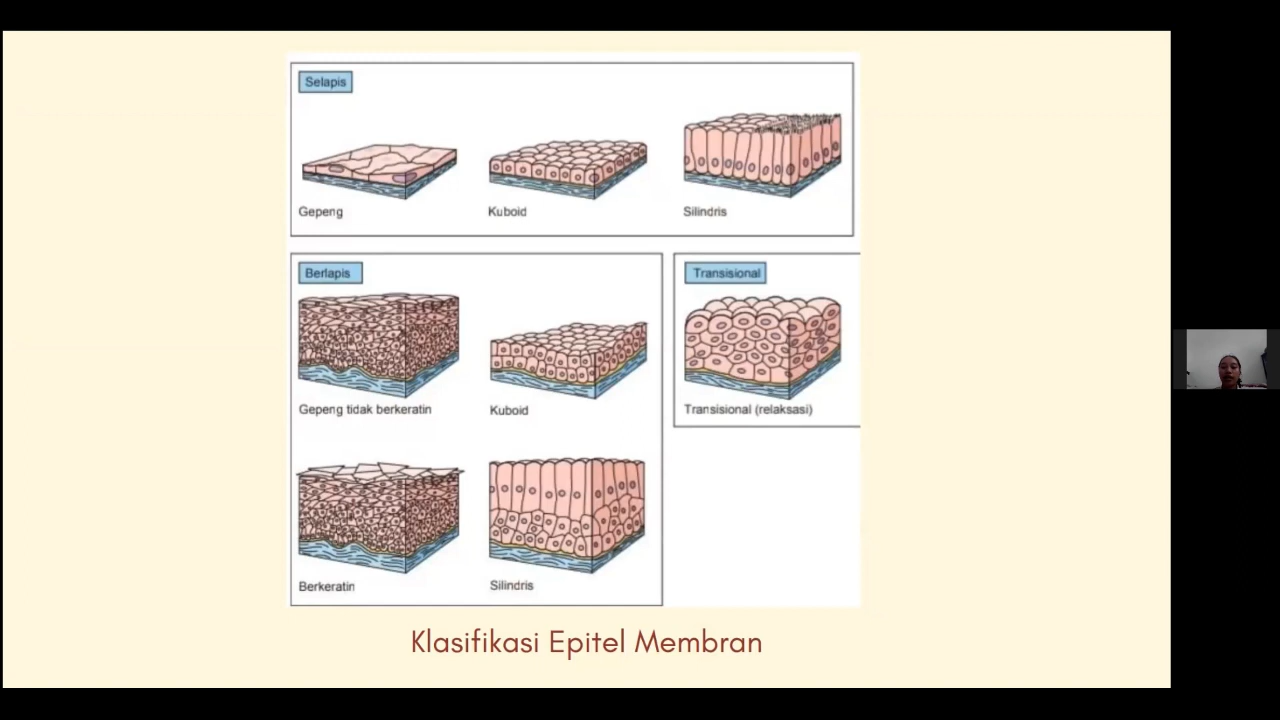 Selapis
Gepeng
Kuboid
Silindris
Berlapis
Gepeng tidak berkeratin
Kuboid
Berkeratin
Silindris
Transisional
Transisional (relaksasi)
Klasifikasi Epitel Membran